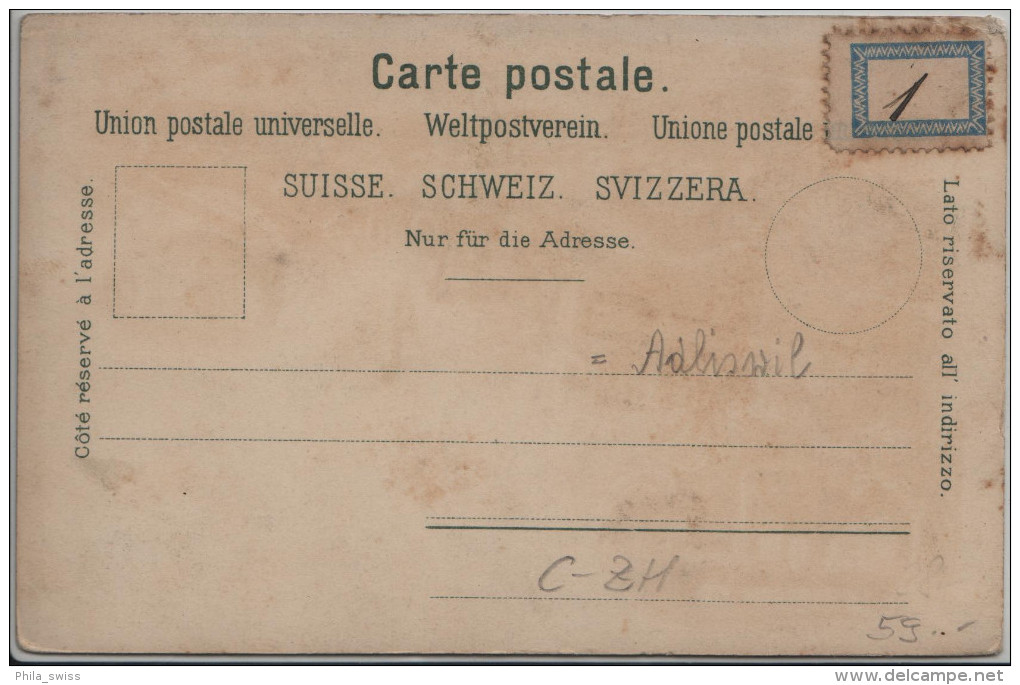 Carte postale.
1
Union postale universelle. Weltpostverein. Unione postale
SUISSE. SCHWEIZ. SVIZZERA.
Nur für die Adresse.
Côté réservé à l'adresse.
Lato riservato all' indirizzo.
= Adliswil
C-ZH
59.-
Phila_swiss
delcampe.net